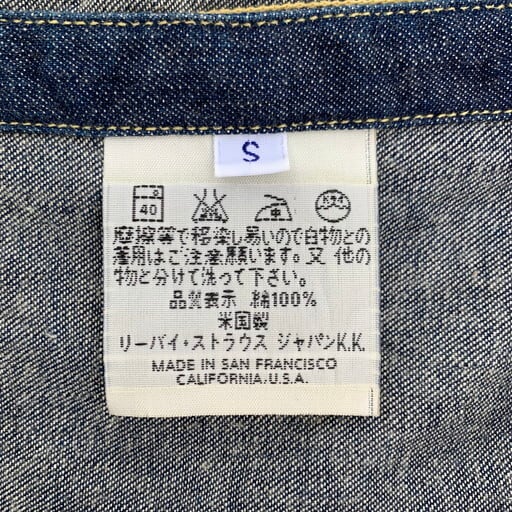 S
40
摩擦等で移染し易いので白物との
着用はご注意願います。又 他の
物と分けて洗って下さい。
品質表示 綿100%
米国製
リーバイ・ストラウス ジャパンK.K.
MADE IN SAN FRANCISCO
CALIFORNIA.U.S.A.